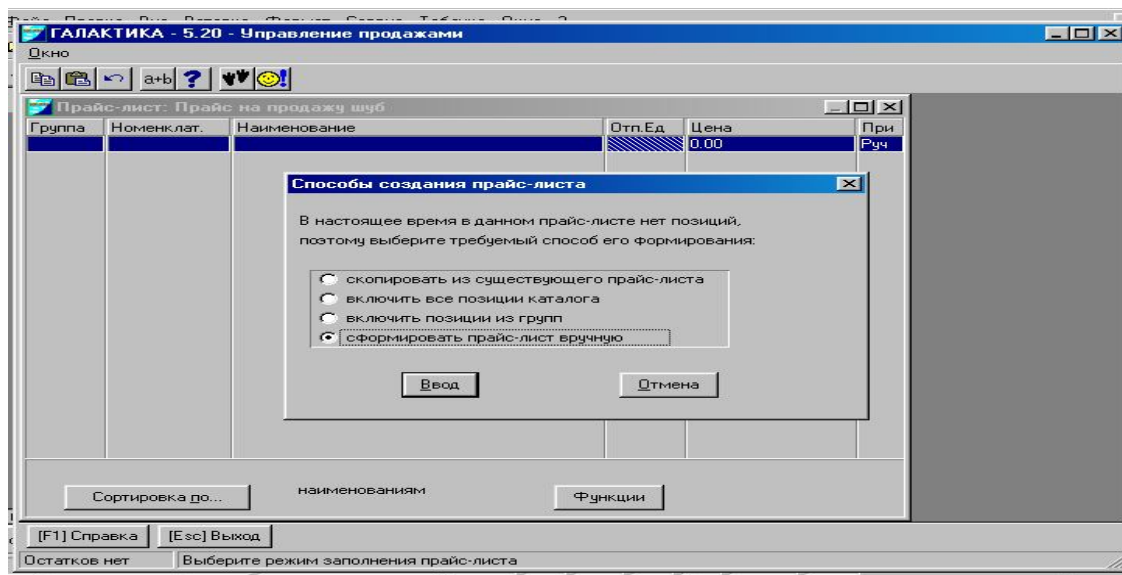 ГАЛАКТИКА - 5.20 - Управление продажами
Окно
a+b ?
Прайс-лист: Прайс на продажу шуб
Группа Номенклат. Наименование Отп.Ед Цена При
0.00 Руч
Способы создания прайс-листа
В настоящее время в данном прайс-листе нет позиций,
поэтому выберите требуемый способ его формирования:
скопировать из существующего прайс-листа
включить все позиции каталога
включить позиции из групп
сформировать прайс-лист вручную
Ввод Отмена
Сортировка по... наименованиям Функции
[F1] Справка [Esc] Выход
Остатков нет Выберите режим заполнения прайс-листа